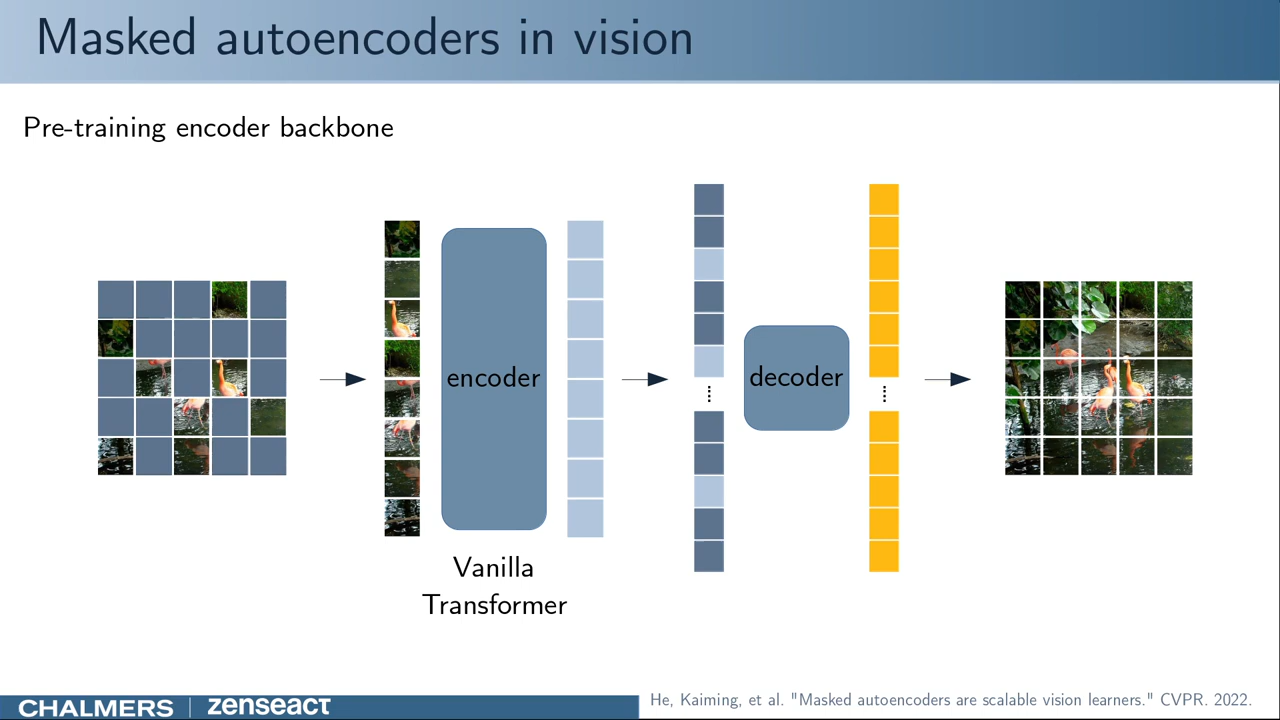 Masked autoencoders in vision
Pre-training encoder backbone
encoder
decoder
Vanilla
Transformer
CHALMERS | zenseact
He, Kaiming, et al. "Masked autoencoders are scalable vision learners." CVPR. 2022.